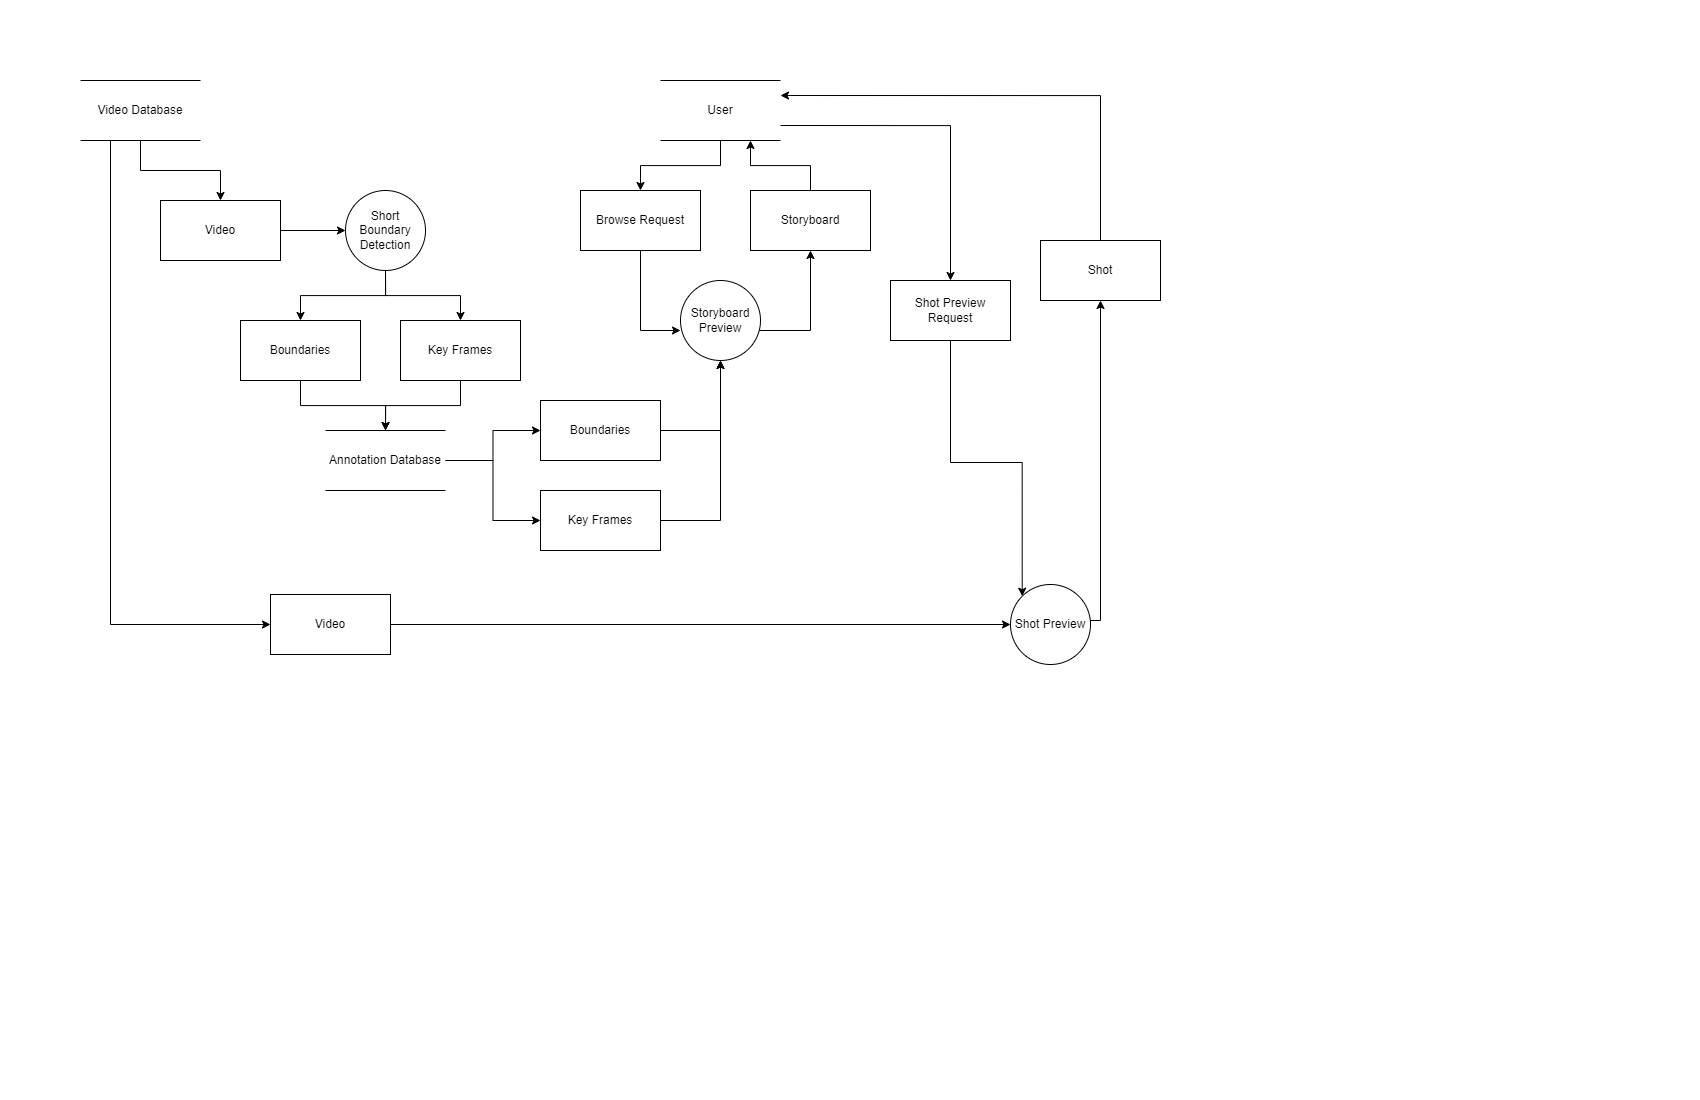 Video Database
User
Video
Short
Boundary
Detection
Browse Request
Storyboard
Shot
Storyboard
Preview
Shot Preview
Request
Boundaries
Key Frames
Boundaries
Annotation Database
Key Frames
Video
Shot Preview